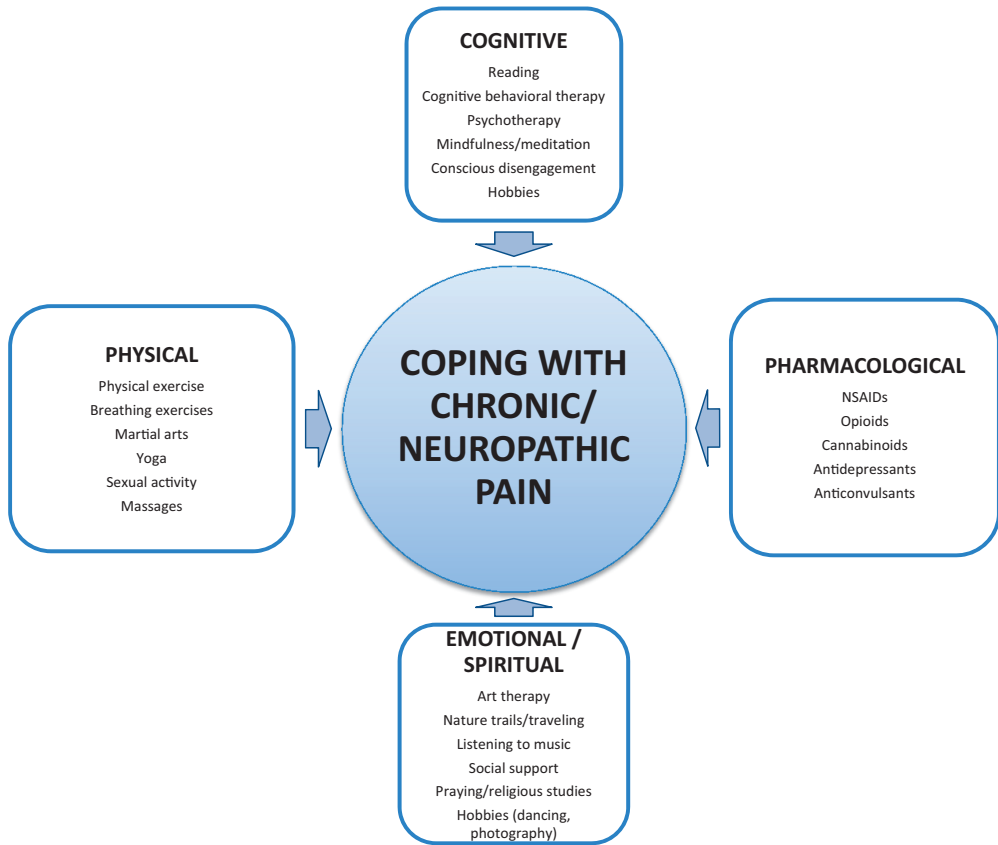 COGNITIVE
Reading
Cognitive behavioral therapy
Psychotherapy
Mindfulness/meditation
Conscious disengagement
Hobbies
PHYSICAL
Physical exercise
Breathing exercises
Martial arts
Yoga
Sexual activity
Massages
COPING WITH
CHRONIC/
NEUROPATHIC
PAIN
PHARMACOLOGICAL
NSAIDs
Opioids
Cannabinoids
Antidepressants
Anticonvulsants
EMOTIONAL /
SPIRITUAL
Art therapy
Nature trails/traveling
Listening to music
Social support
Praying/religious studies
Hobbies (dancing,
photography)